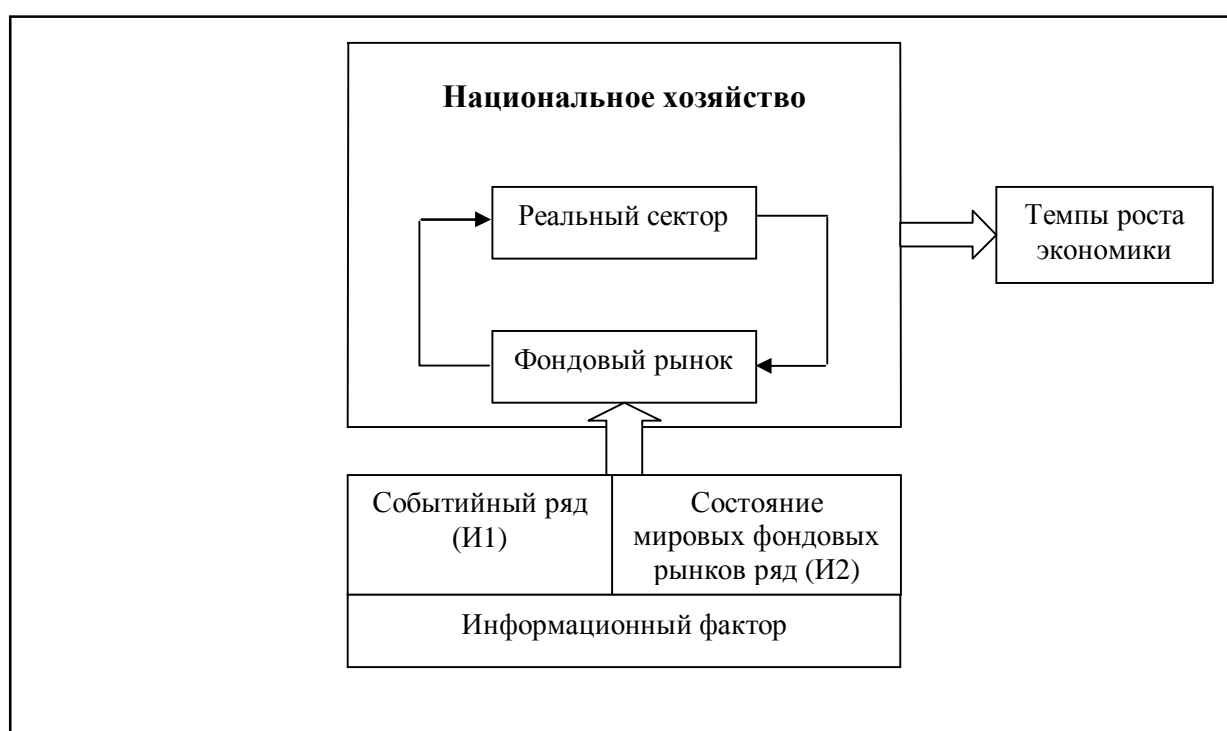 Национальное хозяйство
Реальный сектор
Темпы роста
экономики
Фондовый рынок
Событийный ряд
(И1)
Состояние
мировых фондовых
рынков ряд (И2)
Информационный фактор